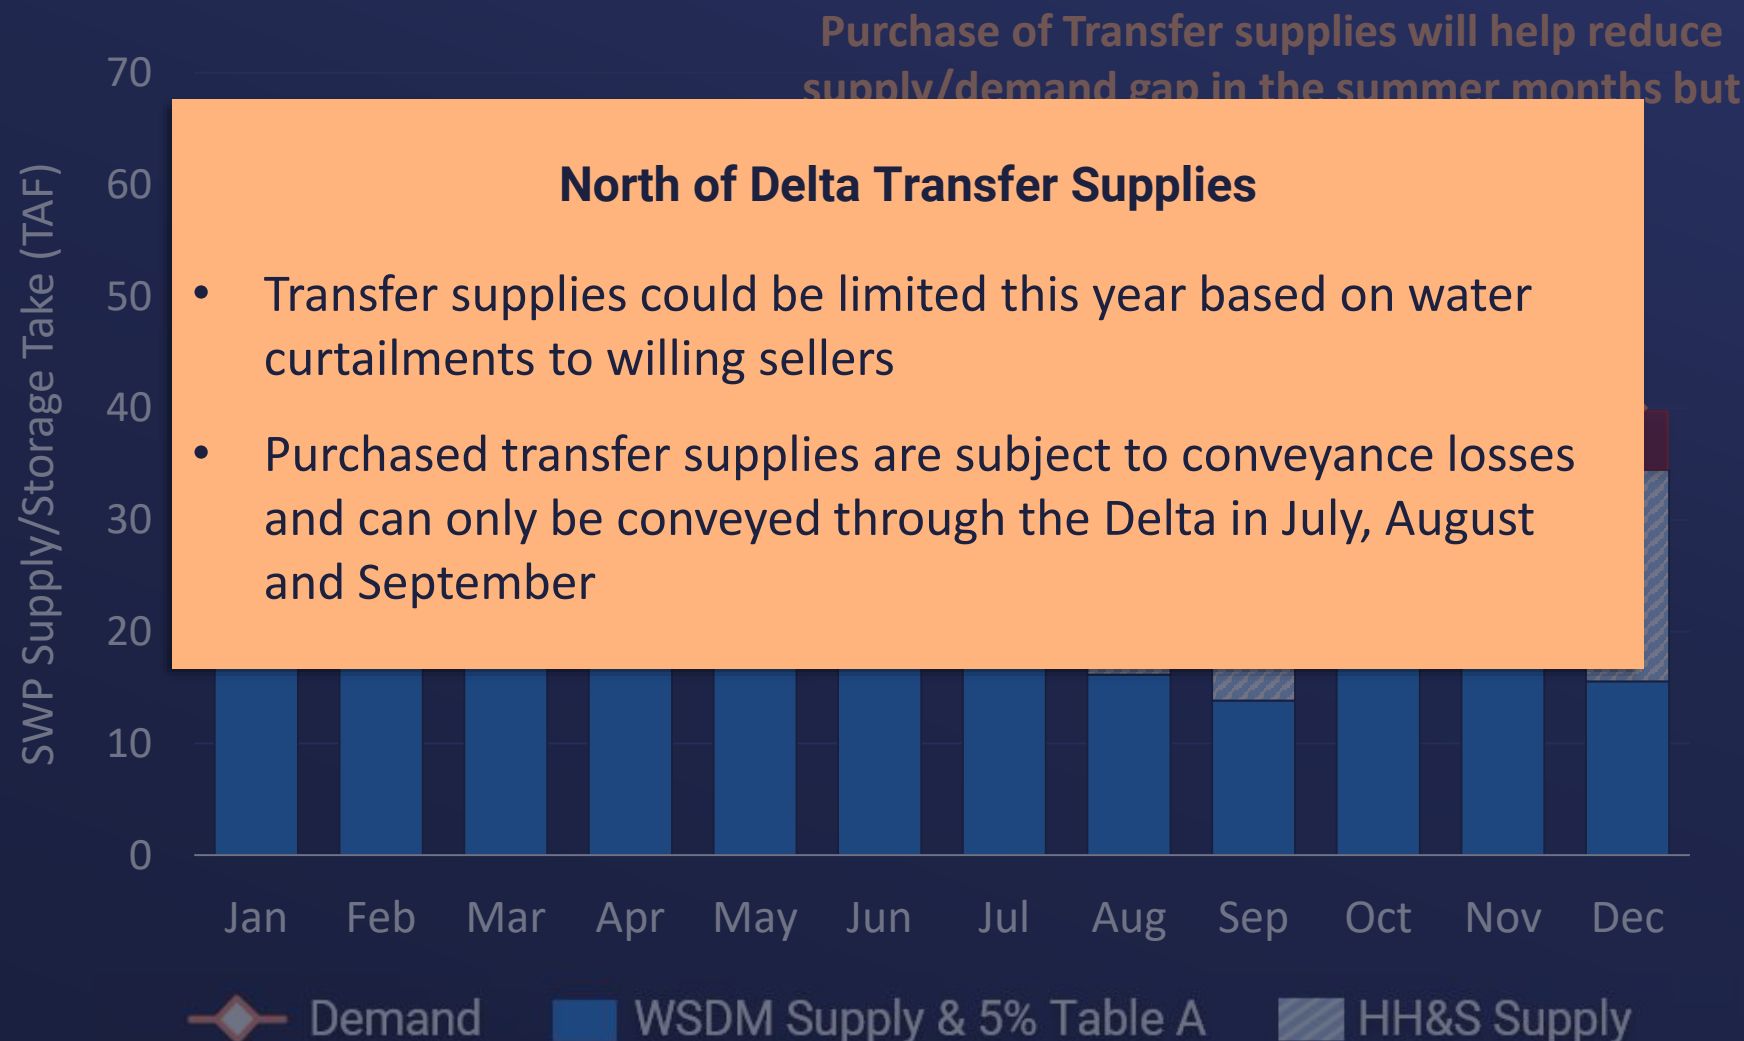 Purchase of Transfer supplies will help reduce
supply/demand gap in the summer months but
North of Delta Transfer Supplies
• Transfer supplies could be limited this year based on water
curtailments to willing sellers
• Purchased transfer supplies are subject to conveyance losses
and can only be conveyed through the Delta in July, August
and September
SWP Supply/Storage Take (TAF)
70
60
50
40
30
20
10
0
Jan Feb Mar Apr May Jun Jul Aug Sep Oct Nov Dec
Demand WSDM Supply & 5% Table A HH&S Supply